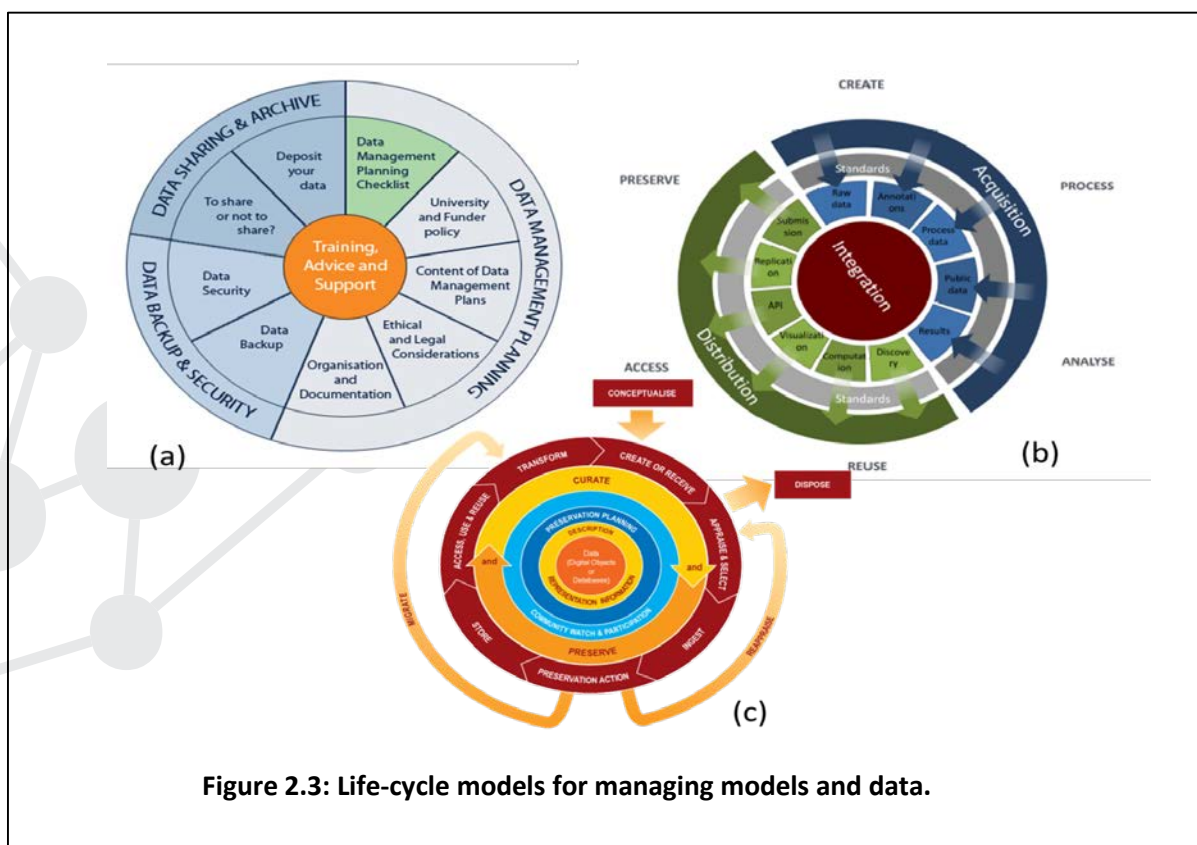 DATA SHARING & ARCHIVE
Deposit
your
data
To share
or not to
share?
DATA BACKUP & SECURITY
Data
Security
Data
Backup
DATA MANAGEMENT PLANNING
Data
Management
Planning
Checklist
University
and Funder
policy
Content of Data
Management
Plans
Ethical
and Legal
Considerations
Organisation
and
Documentation
Training,
Advice and
Support
(a)
CREATE
PROCESS
ANALYSE
REUSE
ACCESS
PRESERVE
Acquisition
Standards
Raw
data
Annotati
ons
Process
data
Public
data
Results
Integration
Submis
sion
Replicati
on
API
Visualizati
on
Computat
ion
Discove
ry
Standards
Distribution
(b)
CONCEPTUALISE
DISPOSE
TRANSFORM
CREATE OR RECEIVE
APPRAISE & SELECT
INGEST
PRESERVATION ACTION
STORE
ACCESS, USE & REUSE
CURATE
and
PRESERVE
and
PRESERVATION PLANNING
COMMUNITY WATCH & PARTICIPATION
DESCRIPTION
REPRESENTATION INFORMATION
Data
(Digital Objects
or
Databases)
MIGRATE
REAPPRAISE
(c)
Figure 2.3: Life-cycle models for managing models and data.